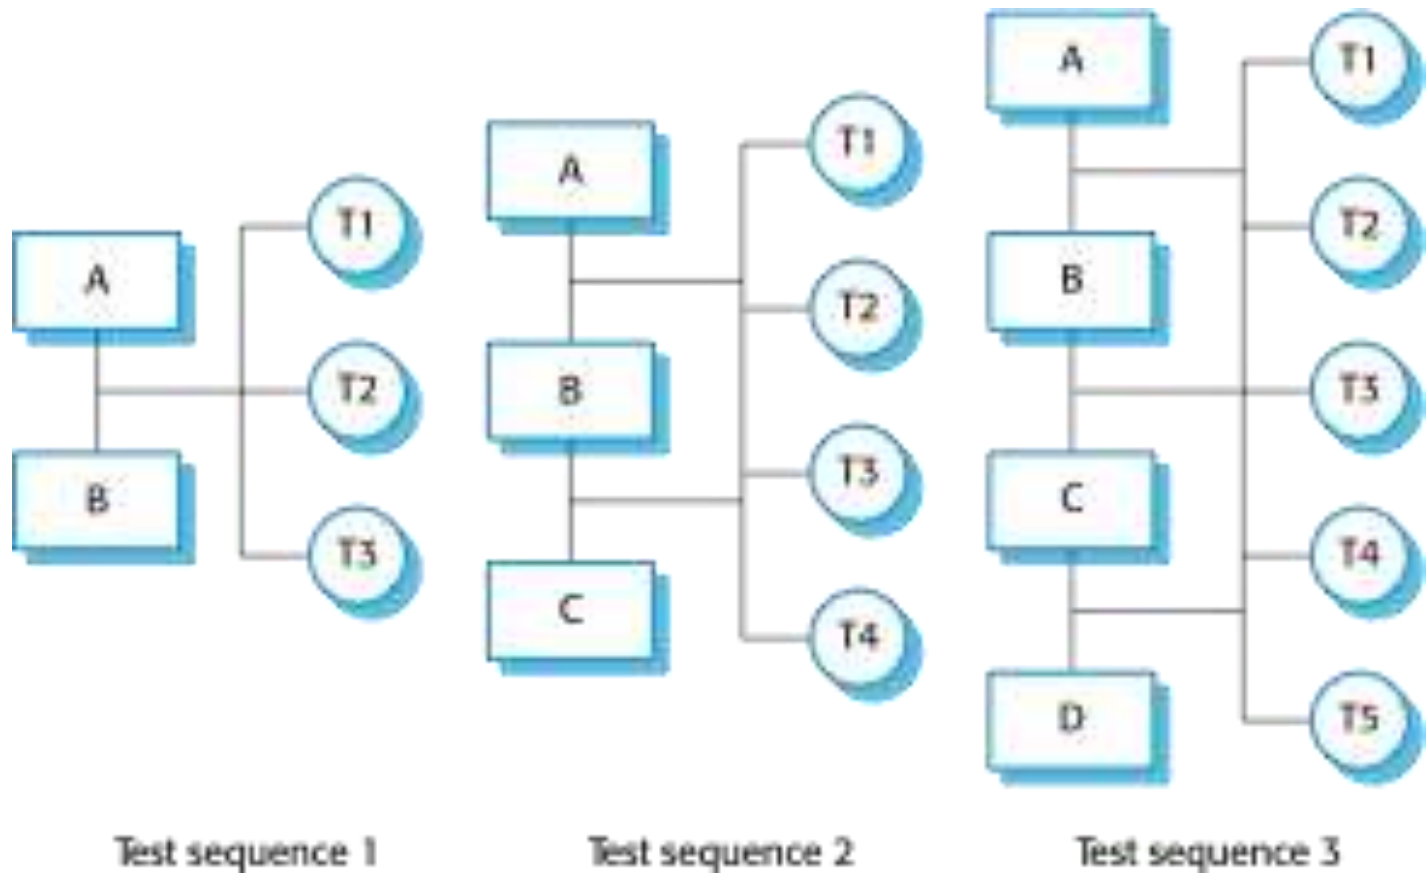 A
B
T1
T2
T3
Test sequence 1
A
B
C
T1
T2
T3
T4
Test sequence 2
A
B
C
D
T1
T2
T3
T4
T5
Test sequence 3